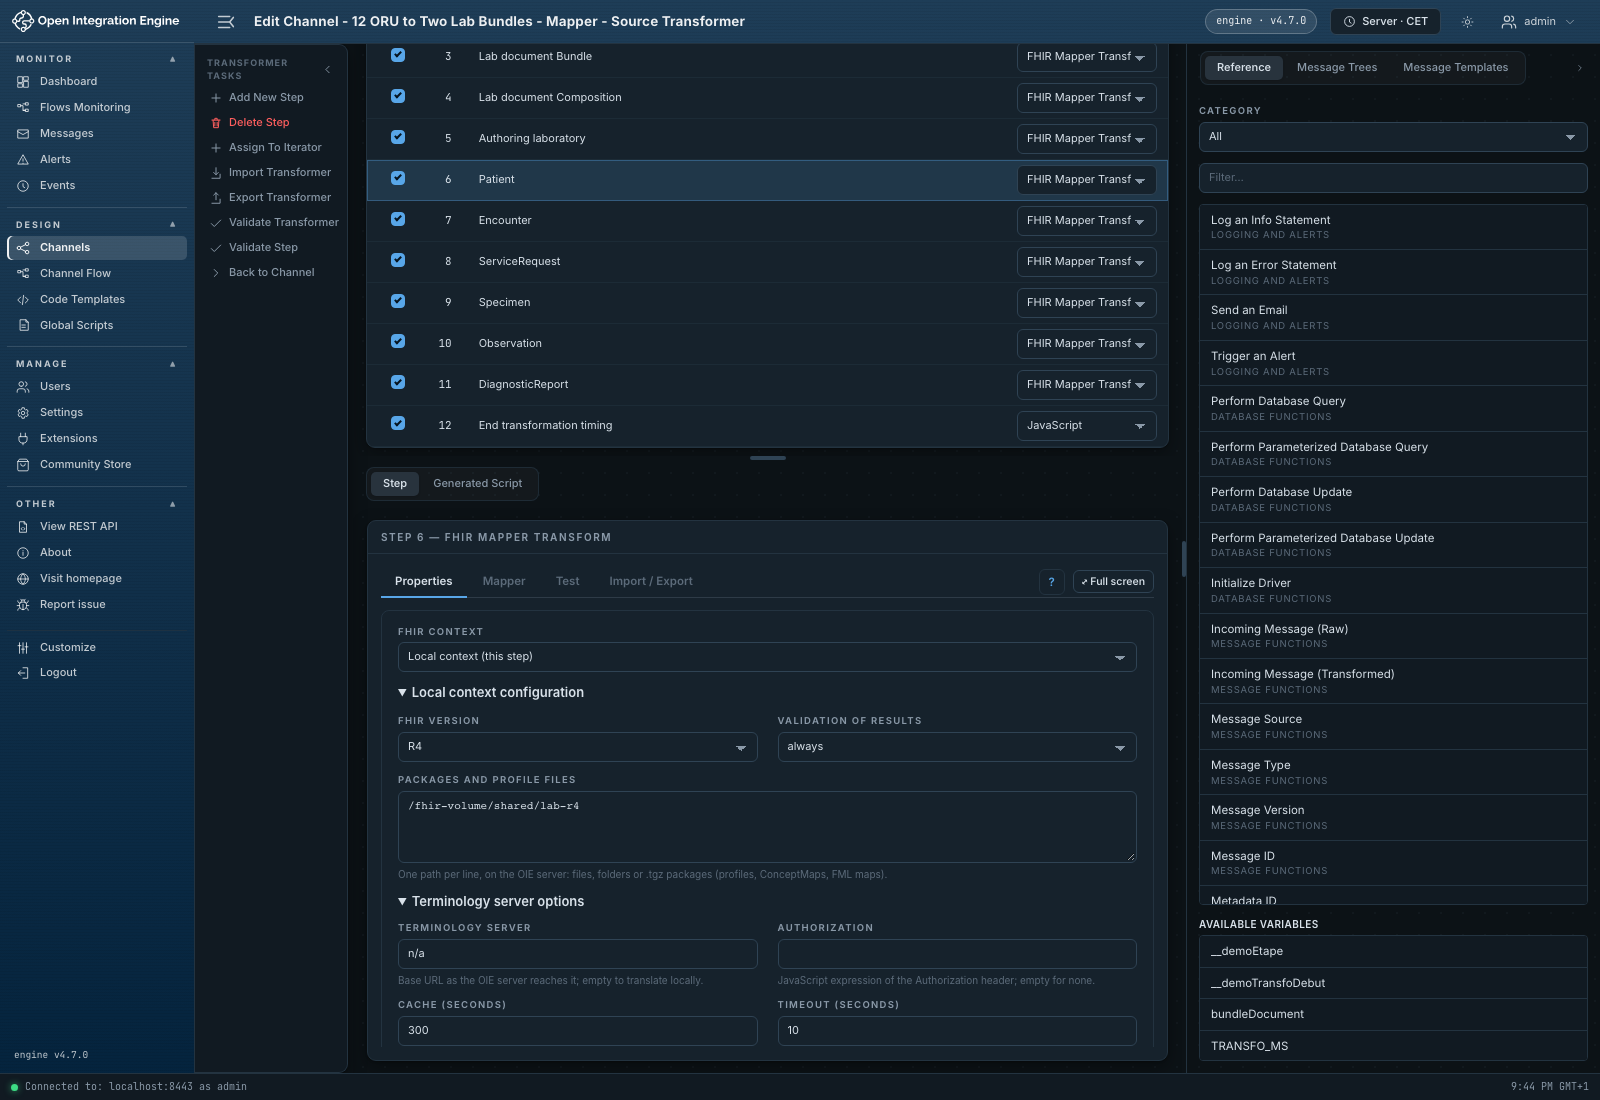 Open Integration Engine
Edit Channel - 12 ORU to Two Lab Bundles - Mapper - Source Transformer
engine · v4.7.0
Server · CET
admin
MONITOR
Dashboard
Flows Monitoring
Messages
Alerts
Events
DESIGN
Channels
Channel Flow
Code Templates
Global Scripts
MANAGE
Users
Settings
Extensions
Community Store
OTHER
View REST API
About
Visit homepage
Report issue
Customize
Logout
engine v4.7.0
TRANSFORMER
TASKS
Add New Step
Delete Step
Assign To Iterator
Import Transformer
Export Transformer
Validate Transformer
Validate Step
Back to Channel
3 Lab document Bundle FHIR Mapper Transf
4 Lab document Composition FHIR Mapper Transf
5 Authoring laboratory FHIR Mapper Transf
6 Patient FHIR Mapper Transf
7 Encounter FHIR Mapper Transf
8 ServiceRequest FHIR Mapper Transf
9 Specimen FHIR Mapper Transf
10 Observation FHIR Mapper Transf
11 DiagnosticReport FHIR Mapper Transf
12 End transformation timing JavaScript
Step Generated Script
STEP 6 — FHIR MAPPER TRANSFORM
Properties Mapper Test Import / Export ? Full screen
FHIR CONTEXT
Local context (this step)
▼ Local context configuration
FHIR VERSION VALIDATION OF RESULTS
R4 always
PACKAGES AND PROFILE FILES
/fhir-volume/shared/lab-r4
One path per line, on the OIE server: files, folders or .tgz packages (profiles, ConceptMaps, FML maps).
▼ Terminology server options
TERMINOLOGY SERVER AUTHORIZATION
n/a
Base URL as the OIE server reaches it; empty to translate locally. JavaScript expression of the Authorization header; empty for none.
CACHE (SECONDS) TIMEOUT (SECONDS)
300 10
Reference Message Trees Message Templates
CATEGORY
All
Filter...
Log an Info Statement
LOGGING AND ALERTS
Log an Error Statement
LOGGING AND ALERTS
Send an Email
LOGGING AND ALERTS
Trigger an Alert
LOGGING AND ALERTS
Perform Database Query
DATABASE FUNCTIONS
Perform Parameterized Database Query
DATABASE FUNCTIONS
Perform Database Update
DATABASE FUNCTIONS
Perform Parameterized Database Update
DATABASE FUNCTIONS
Initialize Driver
DATABASE FUNCTIONS
Incoming Message (Raw)
MESSAGE FUNCTIONS
Incoming Message (Transformed)
MESSAGE FUNCTIONS
Message Source
MESSAGE FUNCTIONS
Message Type
MESSAGE FUNCTIONS
Message Version
MESSAGE FUNCTIONS
Message ID
MESSAGE FUNCTIONS
Metadata ID
AVAILABLE VARIABLES
__demoEtape
__demoTransfoDebut
bundleDocument
TRANSFO_MS
Connected to: localhost:8443 as admin
9:44 PM GMT+1